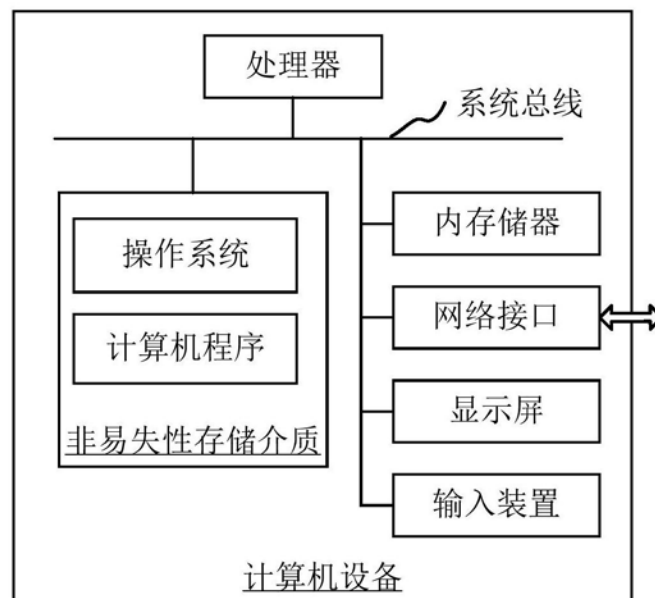 处理器
系统总线
操作系统
计算机程序
非易失性存储介质
内存储器
网络接口
显示屏
输入装置
计算机设备